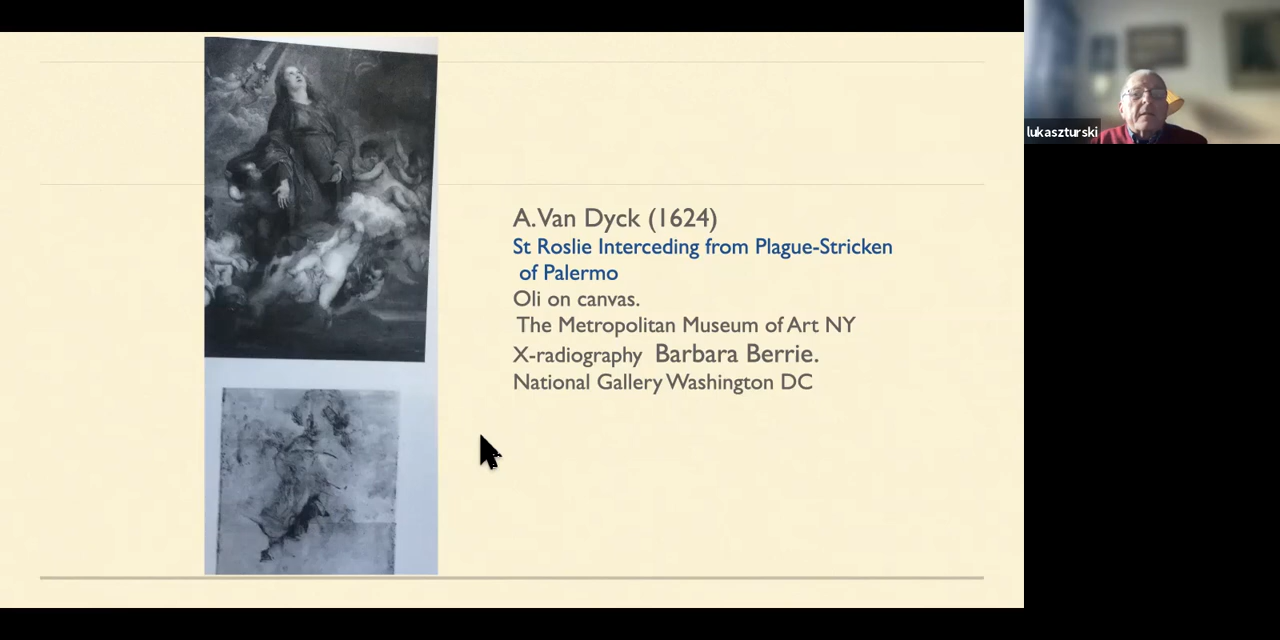 A. Van Dyck (1624)
St Roslie Interceding from Plague-Stricken
of Palermo
Oli on canvas.
The Metropolitan Museum of Art NY
X-radiography Barbara Berrie.
National Gallery Washington DC
lukaszturski